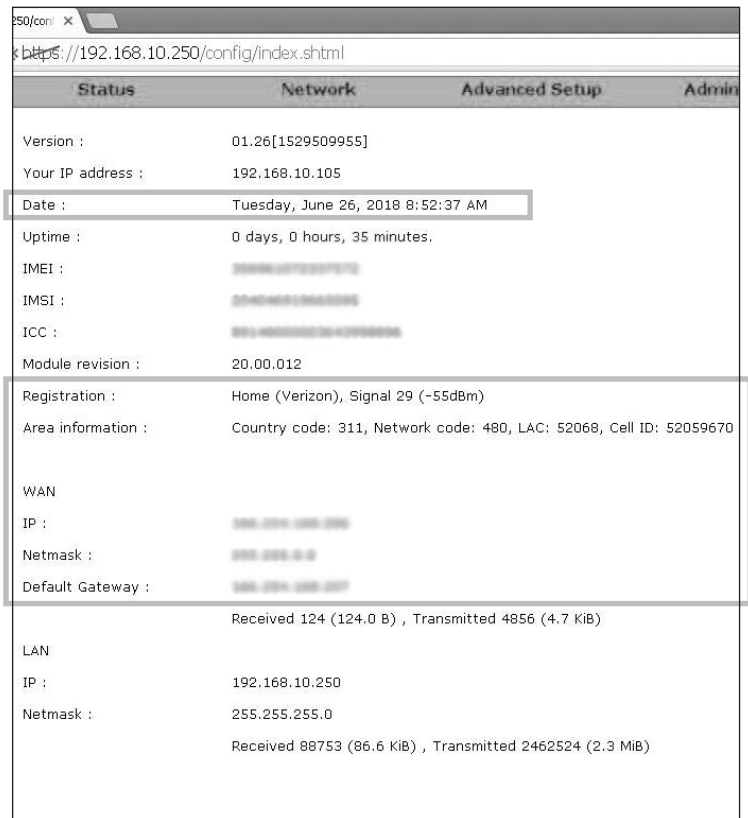 250/con
https://192.168.10.250/config/index.shtml
Status Network Advanced Setup Admin
Version : 01.26[1529509955]
Your IP address : 192.168.10.105
Date : Tuesday, June 26, 2018 8:52:37 AM
Uptime : 0 days, 0 hours, 35 minutes.
IMEI :
IMSI :
ICC :
Module revision : 20.00.012
Registration : Home (Verizon), Signal 29 (-55dBm)
Area information : Country code: 311, Network code: 480, LAC: 52068, Cell ID: 52059670
WAN
IP :
Netmask :
Default Gateway :
Received 124 (124.0 B) , Transmitted 4856 (4.7 KiB)
LAN
IP : 192.168.10.250
Netmask : 255.255.255.0
Received 88753 (86.6 KiB) , Transmitted 2462524 (2.3 MiB)